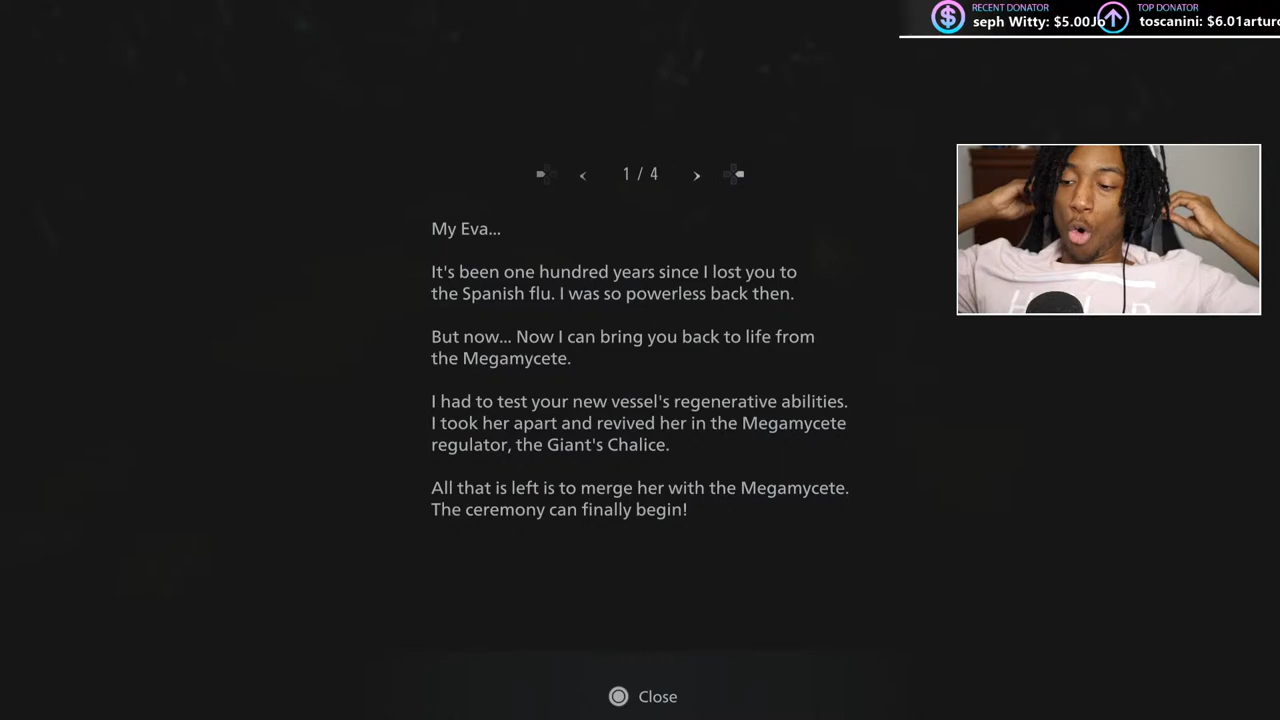 RECENT DONATOR
seph Witty: $5.00Jo
TOP DONATOR
toscanini: $6.01arturo
1 / 4
My Eva...
It's been one hundred years since I lost you to
the Spanish flu. I was so powerless back then.
But now... Now I can bring you back to life from
the Megamycete.
I had to test your new vessel's regenerative abilities.
I took her apart and revived her in the Megamycete
regulator, the Giant's Chalice.
All that is left is to merge her with the Megamycete.
The ceremony can finally begin!
Close